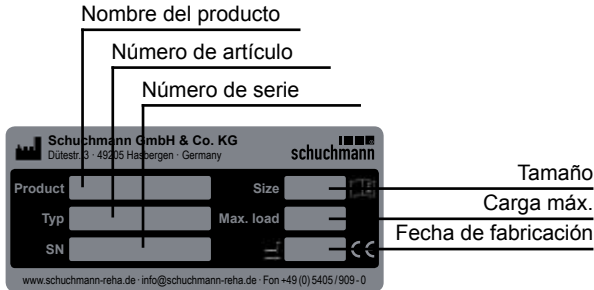 Nombre del producto
Número de artículo
Número de serie
Schuchmann GmbH & Co. KG
Dütestr. 3 · 49205 Hasbergen · Germany
schuchmann
Product
Size
Tamaño
Typ
Max. load
Carga máx.
SN
CE
Fecha de fabricación
www.schuchmann-reha.de · info@schuchmann-reha.de · Fon +49 (0) 5405 / 909 - 0